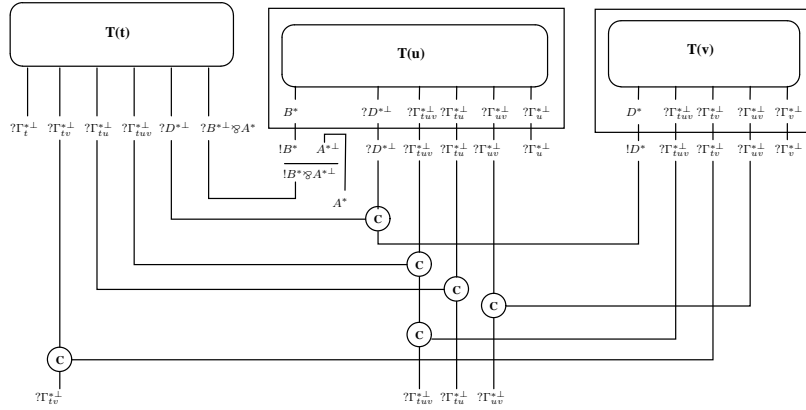 T(t)
T(u)
T(v)
B* ?D*⊥ ?Γ*⊥tuv ?Γ*⊥tu ?Γ*⊥uv ?Γ*⊥u
D* ?Γ*⊥tuv ?Γ*⊥tv ?Γ*⊥uv ?Γ*⊥v
?Γ*⊥t ?Γ*⊥tv ?Γ*⊥tu ?Γ*⊥tuv ?D*⊥ ?B*⊥⅋A*
!B* A*⊥ ?D*⊥ ?Γ*⊥tuv ?Γ*⊥tu ?Γ*⊥uv ?Γ*⊥u
!D* ?Γ*⊥tuv ?Γ*⊥tv ?Γ*⊥uv ?Γ*⊥v
!B*⅋A*⊥
A*
C
C
C
C
C
C
?Γ*⊥tv ?Γ*⊥tuv ?Γ*⊥tu ?Γ*⊥uv